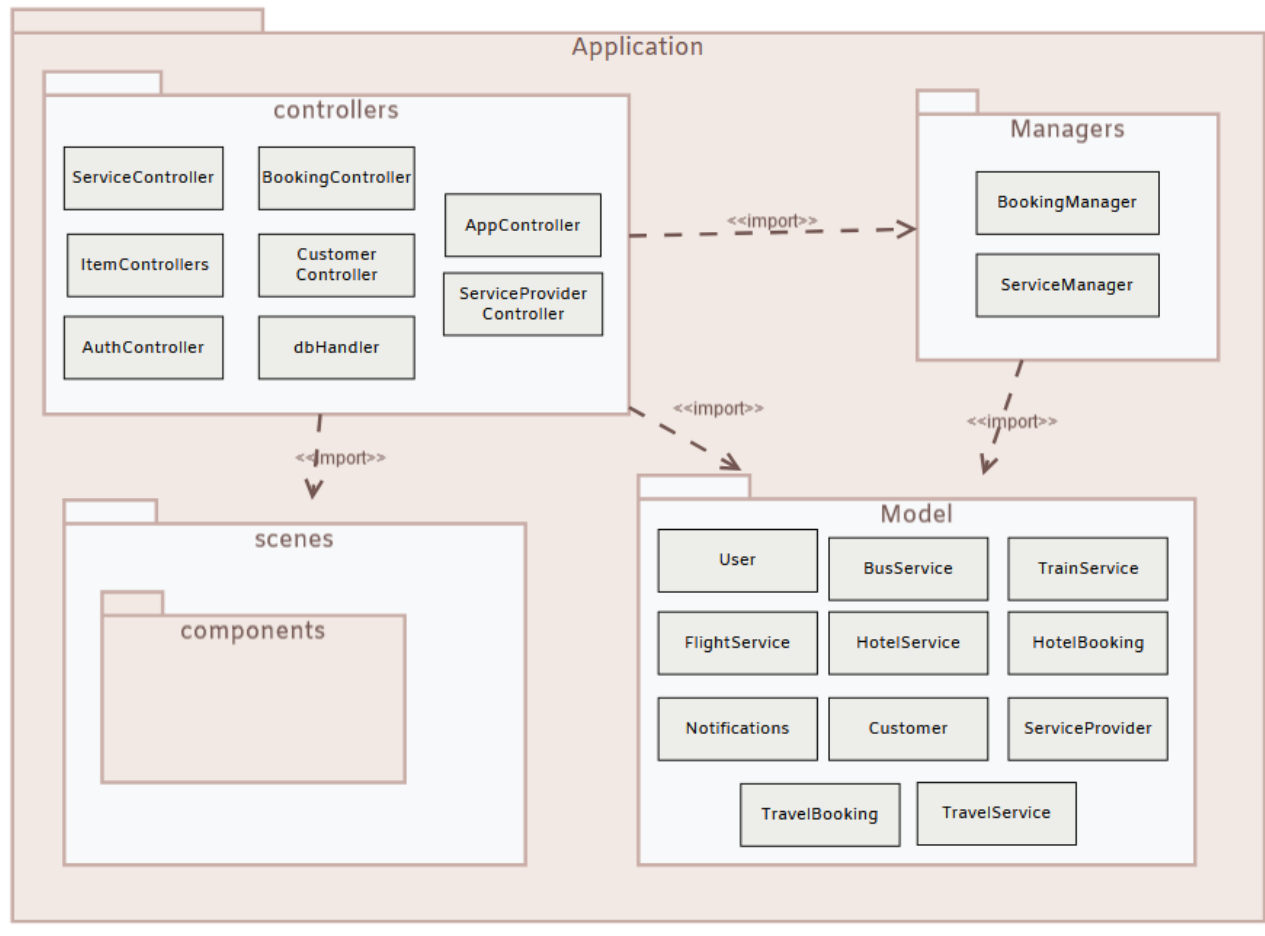 Application
controllers
ServiceController
BookingController
AppController
ItemControllers
Customer
Controller
ServiceProvider
Controller
AuthController
dbHandler
<<import>>
Managers
BookingManager
ServiceManager
<<import>>
<<import>>
<<import>>
scenes
components
Model
User
BusService
TrainService
FlightService
HotelService
HotelBooking
Notifications
Customer
ServiceProvider
TravelBooking
TravelService